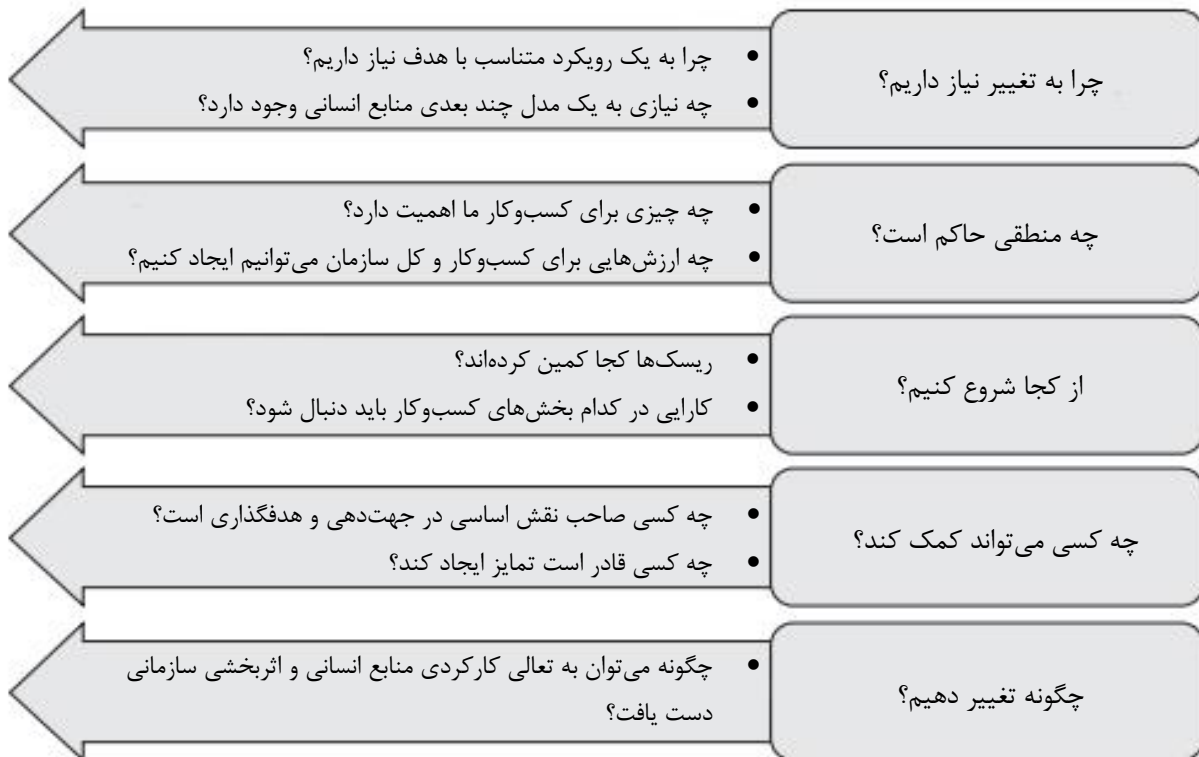 چرا به تغییر نیاز داریم؟
• چرا به یک رویکرد متناسب با هدف نیاز داریم؟
• چه نیازی به یک مدل چند بعدی منابع انسانی وجود دارد؟
چه منطقی حاکم است؟
• چه چیزی برای کسب‌وکار ما اهمیت دارد؟
• چه ارزش‌هایی برای کسب‌وکار و کل سازمان می‌توانیم ایجاد کنیم؟
از کجا شروع کنیم؟
• ریسک‌ها کجا کمین کرده‌اند؟
• کارایی در کدام بخش‌های کسب‌وکار باید دنبال شود؟
چه کسی می‌تواند کمک کند؟
• چه کسی صاحب نقش اساسی در جهت‌دهی و هدفگذاری است؟
• چه کسی قادر است تمایز ایجاد کند؟
چگونه تغییر دهیم؟
• چگونه می‌توان به تعالی کارکردی منابع انسانی و اثربخشی سازمانی
دست یافت؟